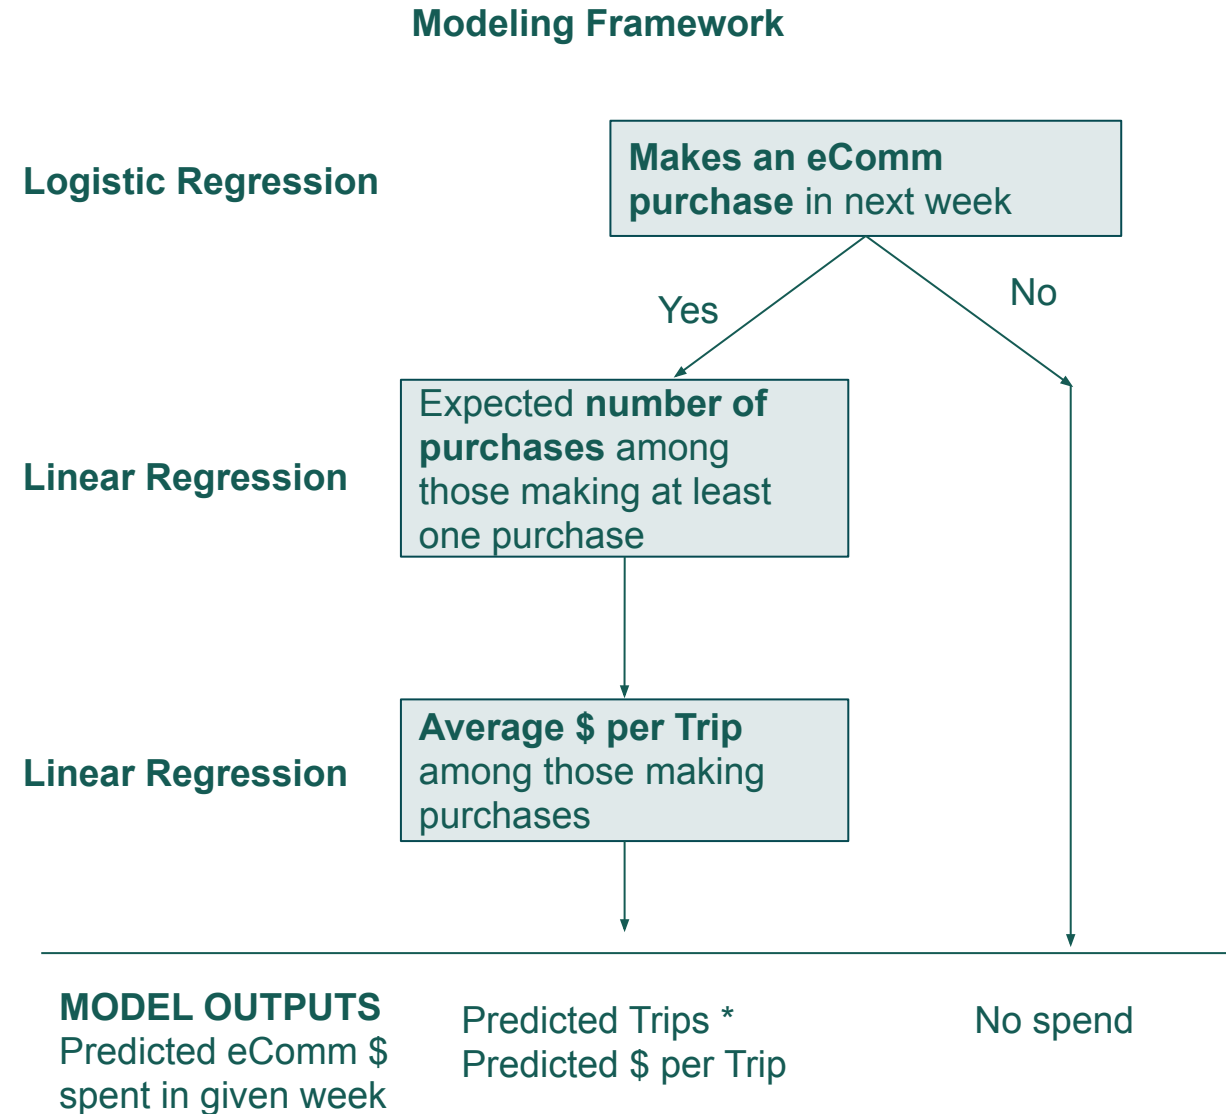 Modeling Framework
Logistic Regression
Makes an eComm
purchase in next week
Yes
No
Linear Regression
Expected number of
purchases among
those making at least
one purchase
Linear Regression
Average $ per Trip
among those making
purchases
MODEL OUTPUTS
Predicted eComm $
spent in given week
Predicted Trips *
Predicted $ per Trip
No spend